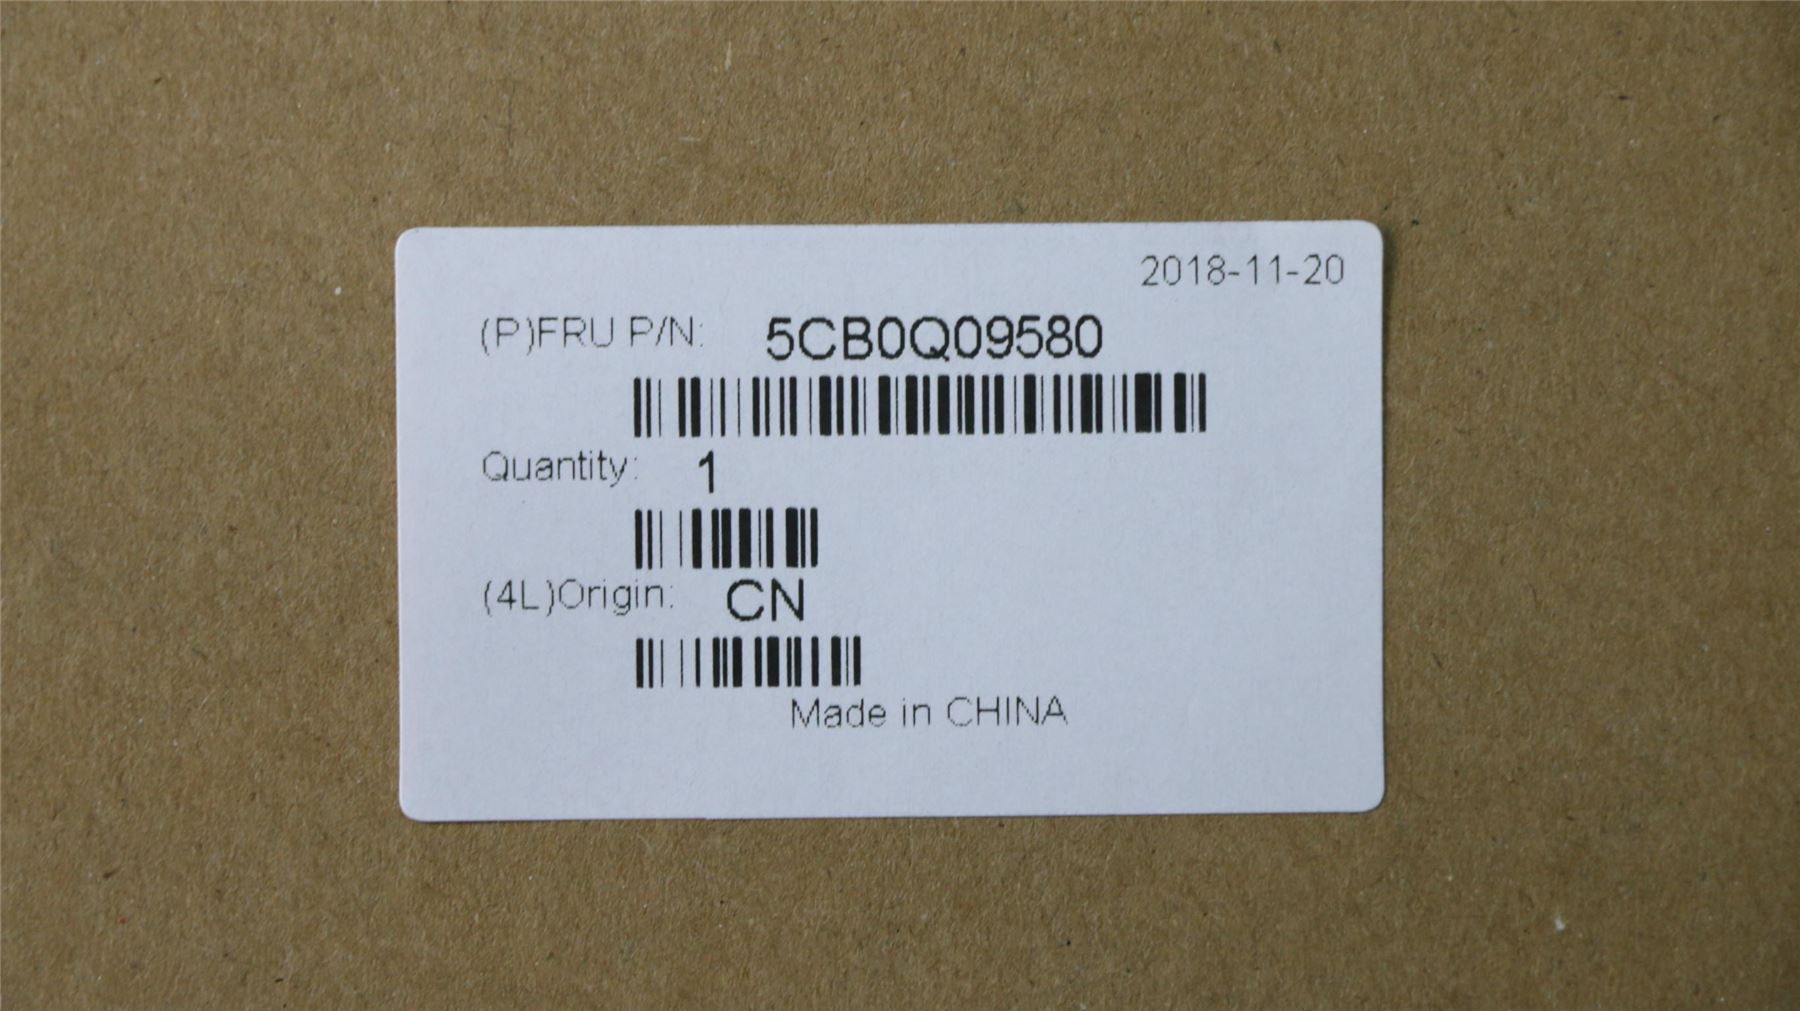 2018-11-20
(P)FRU P/N: 5CB0Q09580
Quantity: 1
(4L)Origin: CN
Made in CHINA